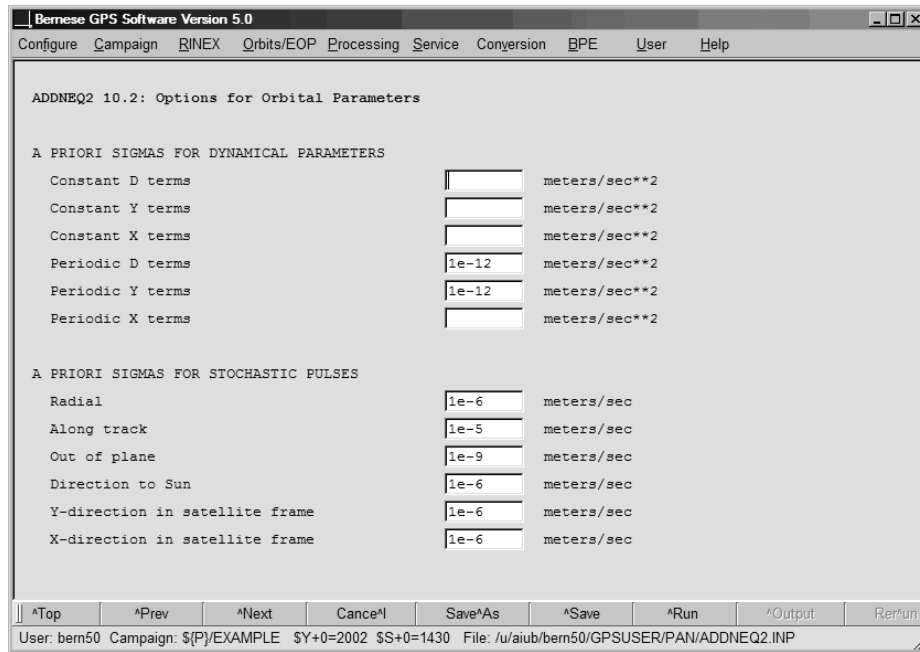 Bernese GPS Software Version 5.0
Configure Campaign RINEX Orbits/EOP Processing Service Conversion BPE User Help
ADDNEQ2 10.2: Options for Orbital Parameters
A PRIORI SIGMAS FOR DYNAMICAL PARAMETERS
Constant D terms meters/sec**2
Constant Y terms meters/sec**2
Constant X terms meters/sec**2
Periodic D terms 1e-12 meters/sec**2
Periodic Y terms 1e-12 meters/sec**2
Periodic X terms meters/sec**2
A PRIORI SIGMAS FOR STOCHASTIC PULSES
Radial 1e-6 meters/sec
Along track 1e-5 meters/sec
Out of plane 1e-9 meters/sec
Direction to Sun 1e-6 meters/sec
Y-direction in satellite frame 1e-6 meters/sec
X-direction in satellite frame 1e-6 meters/sec
^Top ^Prev ^Next Cance^l Save^As ^Save ^Run ^Output Rer^un
User: bern50 Campaign: ${P}/EXAMPLE $Y+0=2002 $S+0=1430 File: /u/aiub/bern50/GPSUSER/PAN/ADDNEQ2.INP